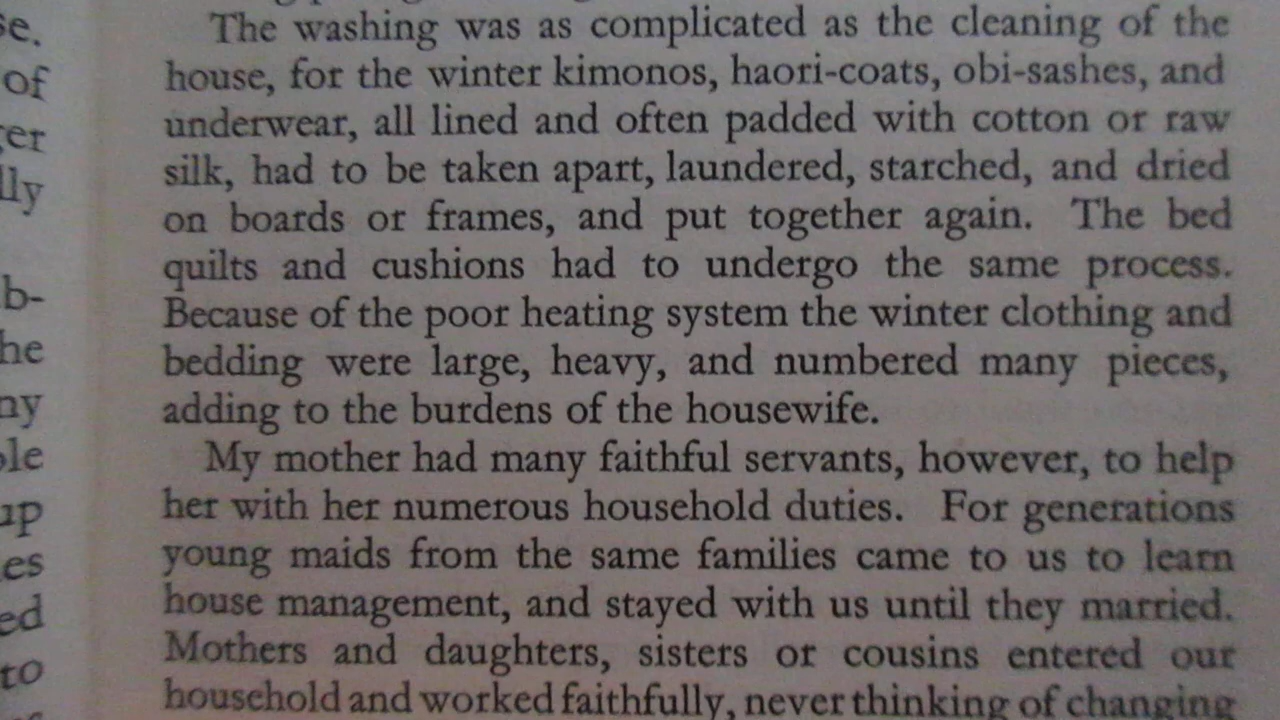 The washing was as complicated as the cleaning of the
house, for the winter kimonos, haori-coats, obi-sashes, and
underwear, all lined and often padded with cotton or raw
silk, had to be taken apart, laundered, starched, and dried
on boards or frames, and put together again. The bed
quilts and cushions had to undergo the same process.
Because of the poor heating system the winter clothing and
bedding were large, heavy, and numbered many pieces,
adding to the burdens of the housewife.
My mother had many faithful servants, however, to help
her with her numerous household duties. For generations
young maids from the same families came to us to learn
house management, and stayed with us until they married.
Mothers and daughters, sisters or cousins entered our
household and worked faithfully, never thinking of changing